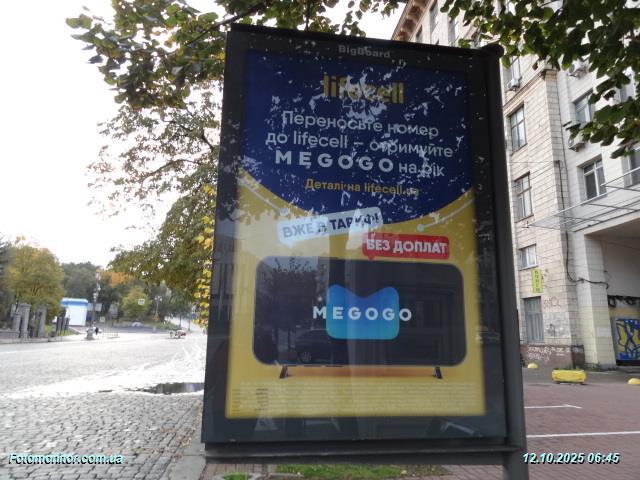 BigBoard
lifecell
Переносьте номер
до lifecell – отримуйте
MEGOGO на рік
Деталі на lifecell.ua
ВЖЕ В ТАРИФІ
БЕЗ ДОПЛАТ
MEGOGO
Fotomonitor.com.ua
12.10.2025 06:45